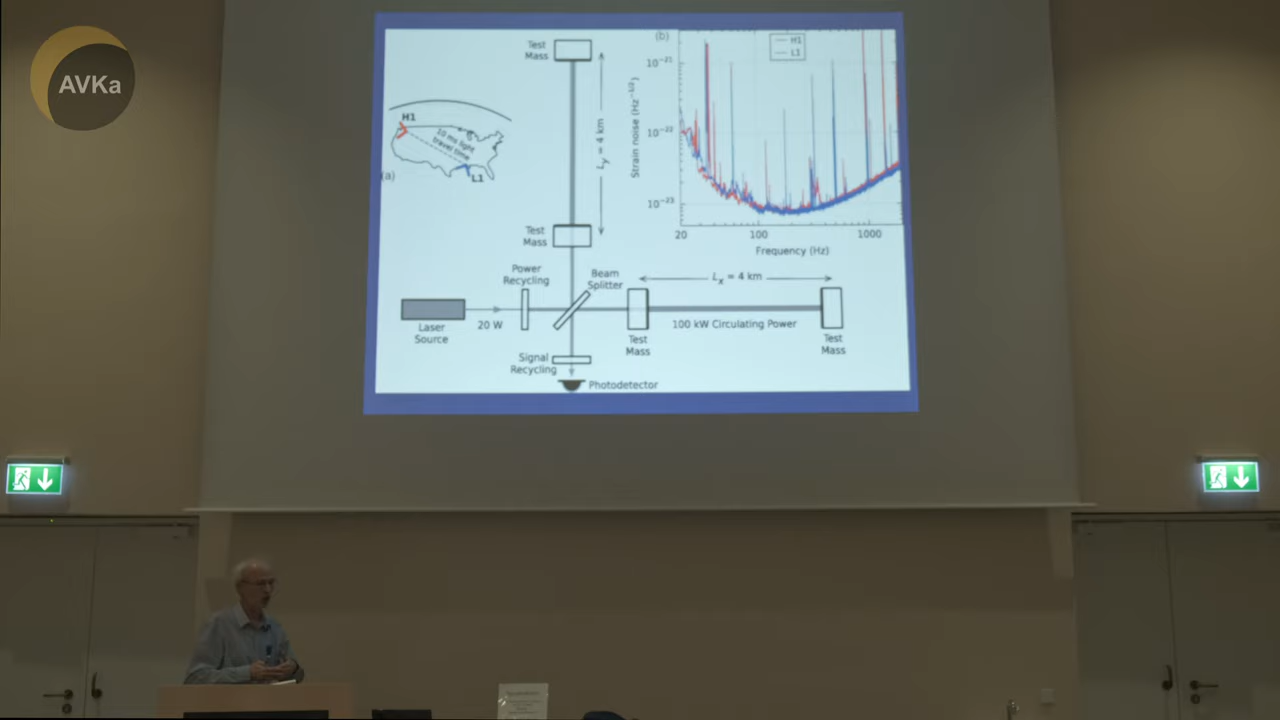 AVKa
Test
Mass
(b)
H1
L1
10⁻²¹
10⁻²²
10⁻²³
Strain noise (Hz⁻¹/²)
20
100
1000
Frequency (Hz)
H1
10 ms light
travel time
L1
(a)
Ly = 4 km
Test
Mass
Power
Recycling
Beam
Splitter
Lx = 4 km
Laser
Source
20 W
100 kW Circulating Power
Test
Mass
Test
Mass
Signal
Recycling
Photodetector